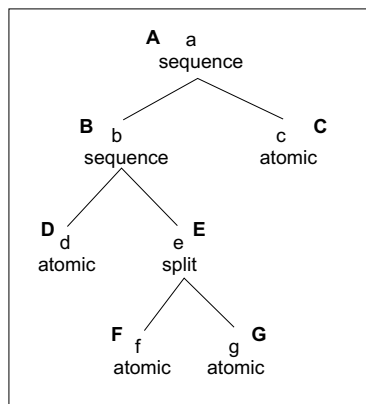 A a
sequence
B b c C
sequence atomic
D d e E
atomic split
F f g G
atomic atomic